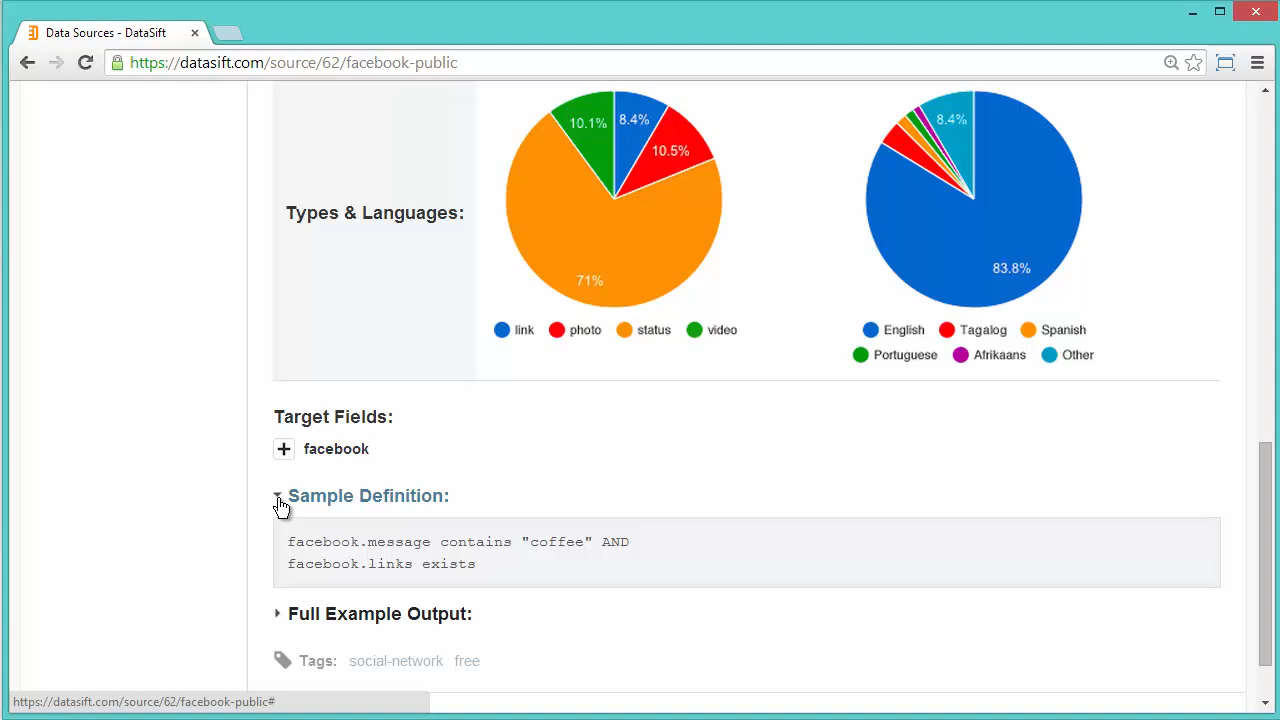 Data Sources - DataSift
https://datasift.com/source/62/facebook-public
Types & Languages:
8.4%
10.5%
71%
10.1%
link photo status video
8.4%
83.8%
English Tagalog Spanish
Portuguese Afrikaans Other
Target Fields:
facebook
Sample Definition:
facebook.message contains "coffee" AND
facebook.links exists
Full Example Output:
Tags: social-network free
https://datasift.com/source/62/facebook-public#